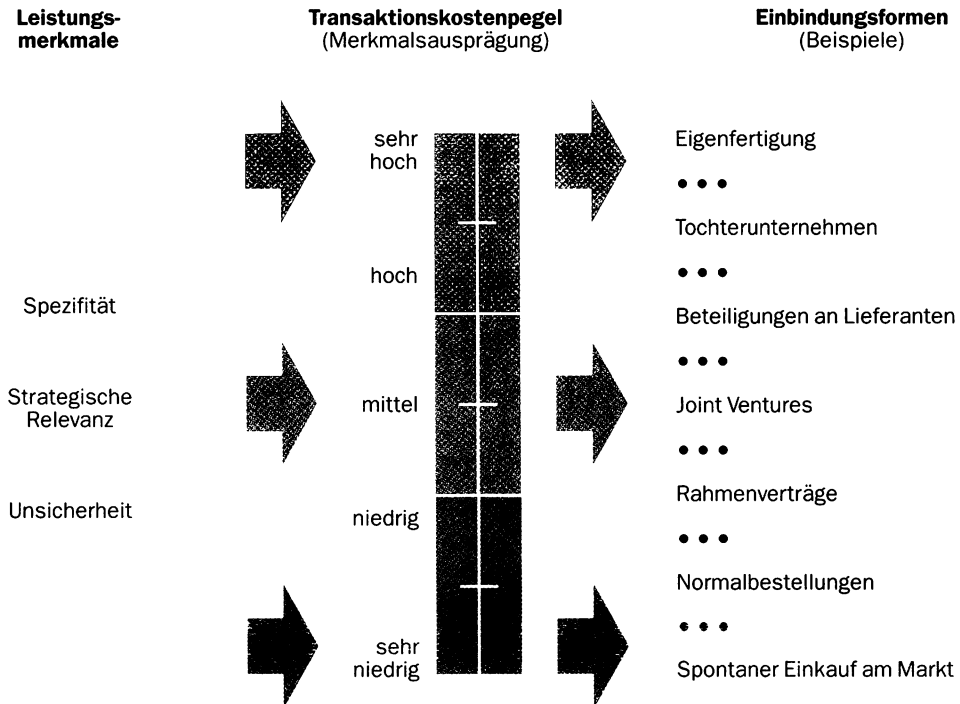 Leistungs-
merkmale
Transaktionskostenpegel
(Merkmalsausprägung)
Einbindungsformen
(Beispiele)
Spezifität
Strategische
Relevanz
Unsicherheit
sehr
hoch
hoch
mittel
niedrig
sehr
niedrig
Eigenfertigung
• • •
Tochterunternehmen
• • •
Beteiligungen an Lieferanten
• • •
Joint Ventures
• • •
Rahmenverträge
• • •
Normalbestellungen
• • •
Spontaner Einkauf am Markt